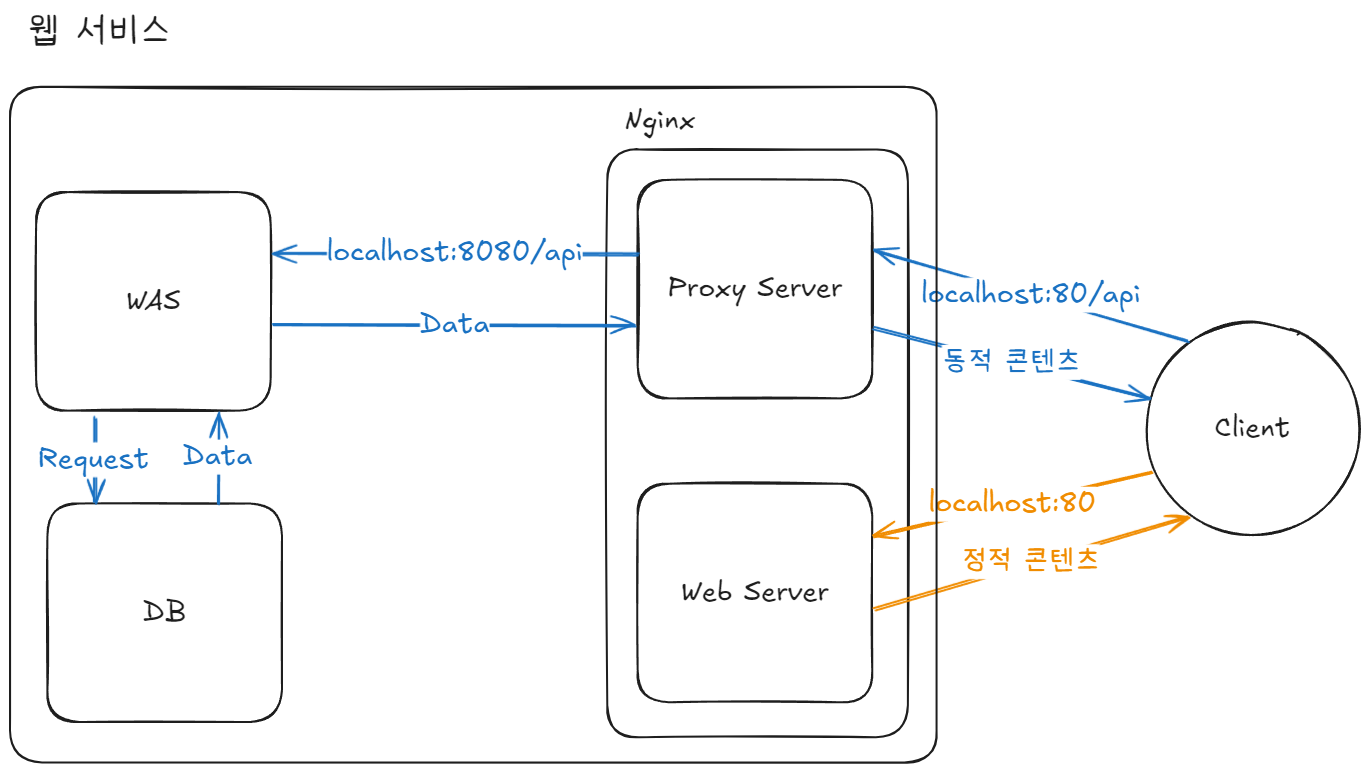 웹 서비스
Nginx
WAS
localhost:8080/api
Data
Proxy Server
localhost:80/api
동적 콘텐츠
Client
Request
Data
DB
Web Server
localhost:80
정적 콘텐츠